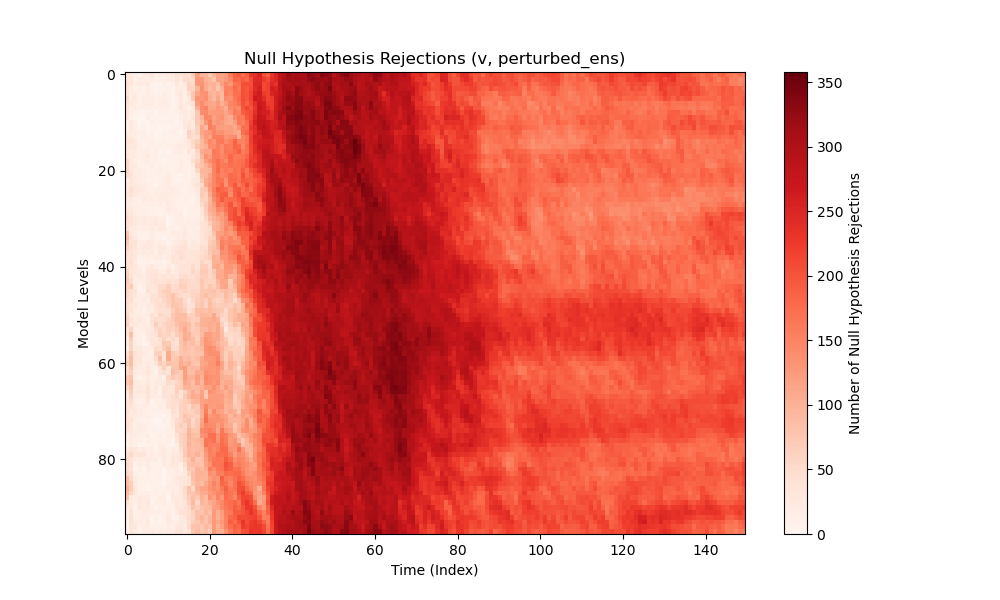 Null Hypothesis Rejections (v, perturbed_ens)
0
20
40
60
80
Model Levels
0 20 40 60 80 100 120 140
Time (Index)
350
300
250
200
150
100
50
0
Number of Null Hypothesis Rejections